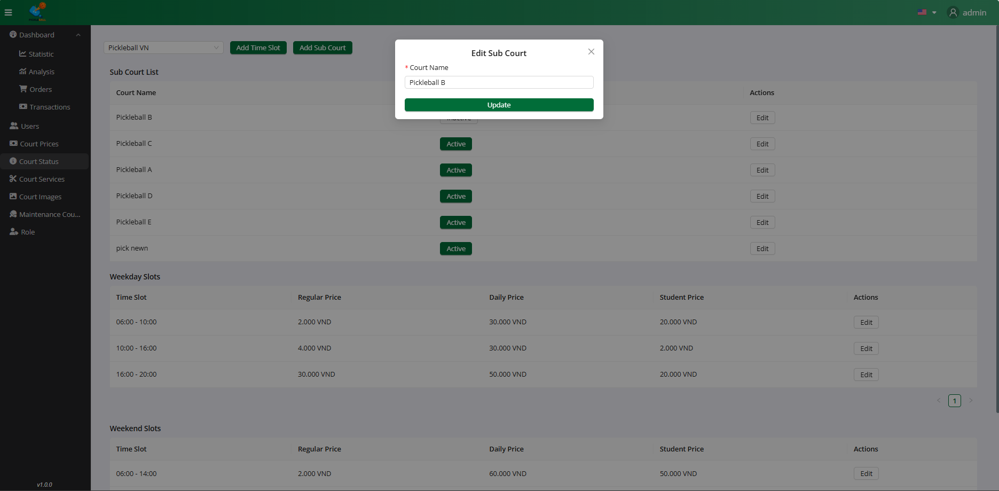 admin
Dashboard
Statistic
Analysis
Orders
Transactions
Users
Court Prices
Court Status
Court Services
Court Images
Maintenance Cou...
Role
v1.0.0
Pickleball VN
Add Time Slot
Add Sub Court
Edit Sub Court
* Court Name
Pickleball B
Update
Sub Court List
Court Name Actions
Pickleball B Inactive Edit
Pickleball C Active Edit
Pickleball A Active Edit
Pickleball D Active Edit
Pickleball E Active Edit
pick newn Active Edit
Weekday Slots
Time Slot Regular Price Daily Price Student Price Actions
06:00 - 10:00 2.000 VND 30.000 VND 20.000 VND Edit
10:00 - 16:00 4.000 VND 30.000 VND 2.000 VND Edit
16:00 - 20:00 30.000 VND 50.000 VND 20.000 VND Edit
1
Weekend Slots
Time Slot Regular Price Daily Price Student Price Actions
06:00 - 14:00 2.000 VND 60.000 VND 50.000 VND Edit